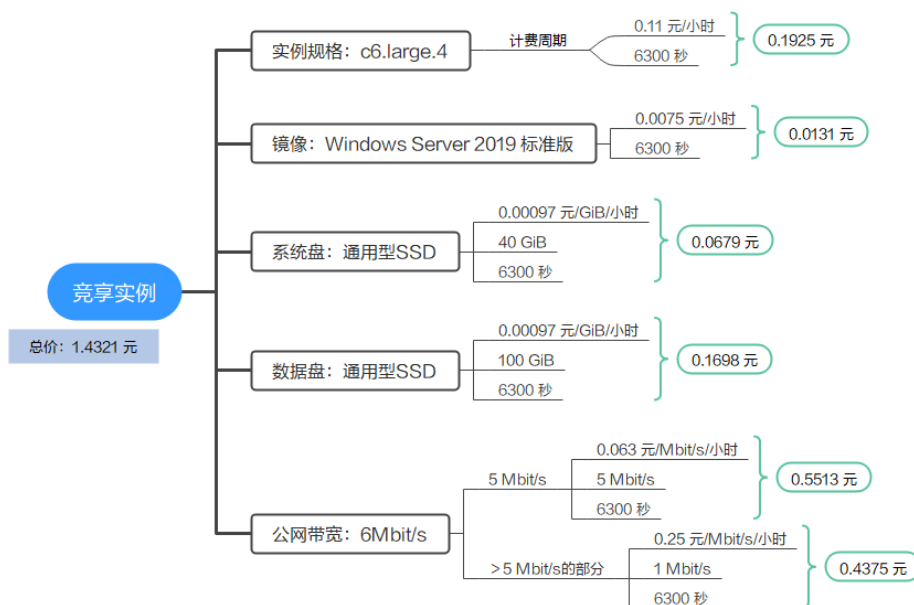 竞享实例
总价：1.4321 元
实例规格：c6.large.4
计费周期
0.11 元/小时
6300 秒
0.1925 元
镜像：Windows Server 2019 标准版
0.0075 元/小时
6300 秒
0.0131 元
系统盘：通用型SSD
0.00097 元/GiB/小时
40 GiB
6300 秒
0.0679 元
数据盘：通用型SSD
0.00097 元/GiB/小时
100 GiB
6300 秒
0.1698 元
公网带宽：6Mbit/s
5 Mbit/s
0.063 元/Mbit/s/小时
5 Mbit/s
6300 秒
0.5513 元
＞5 Mbit/s的部分
0.25 元/Mbit/s/小时
1 Mbit/s
6300 秒
0.4375 元